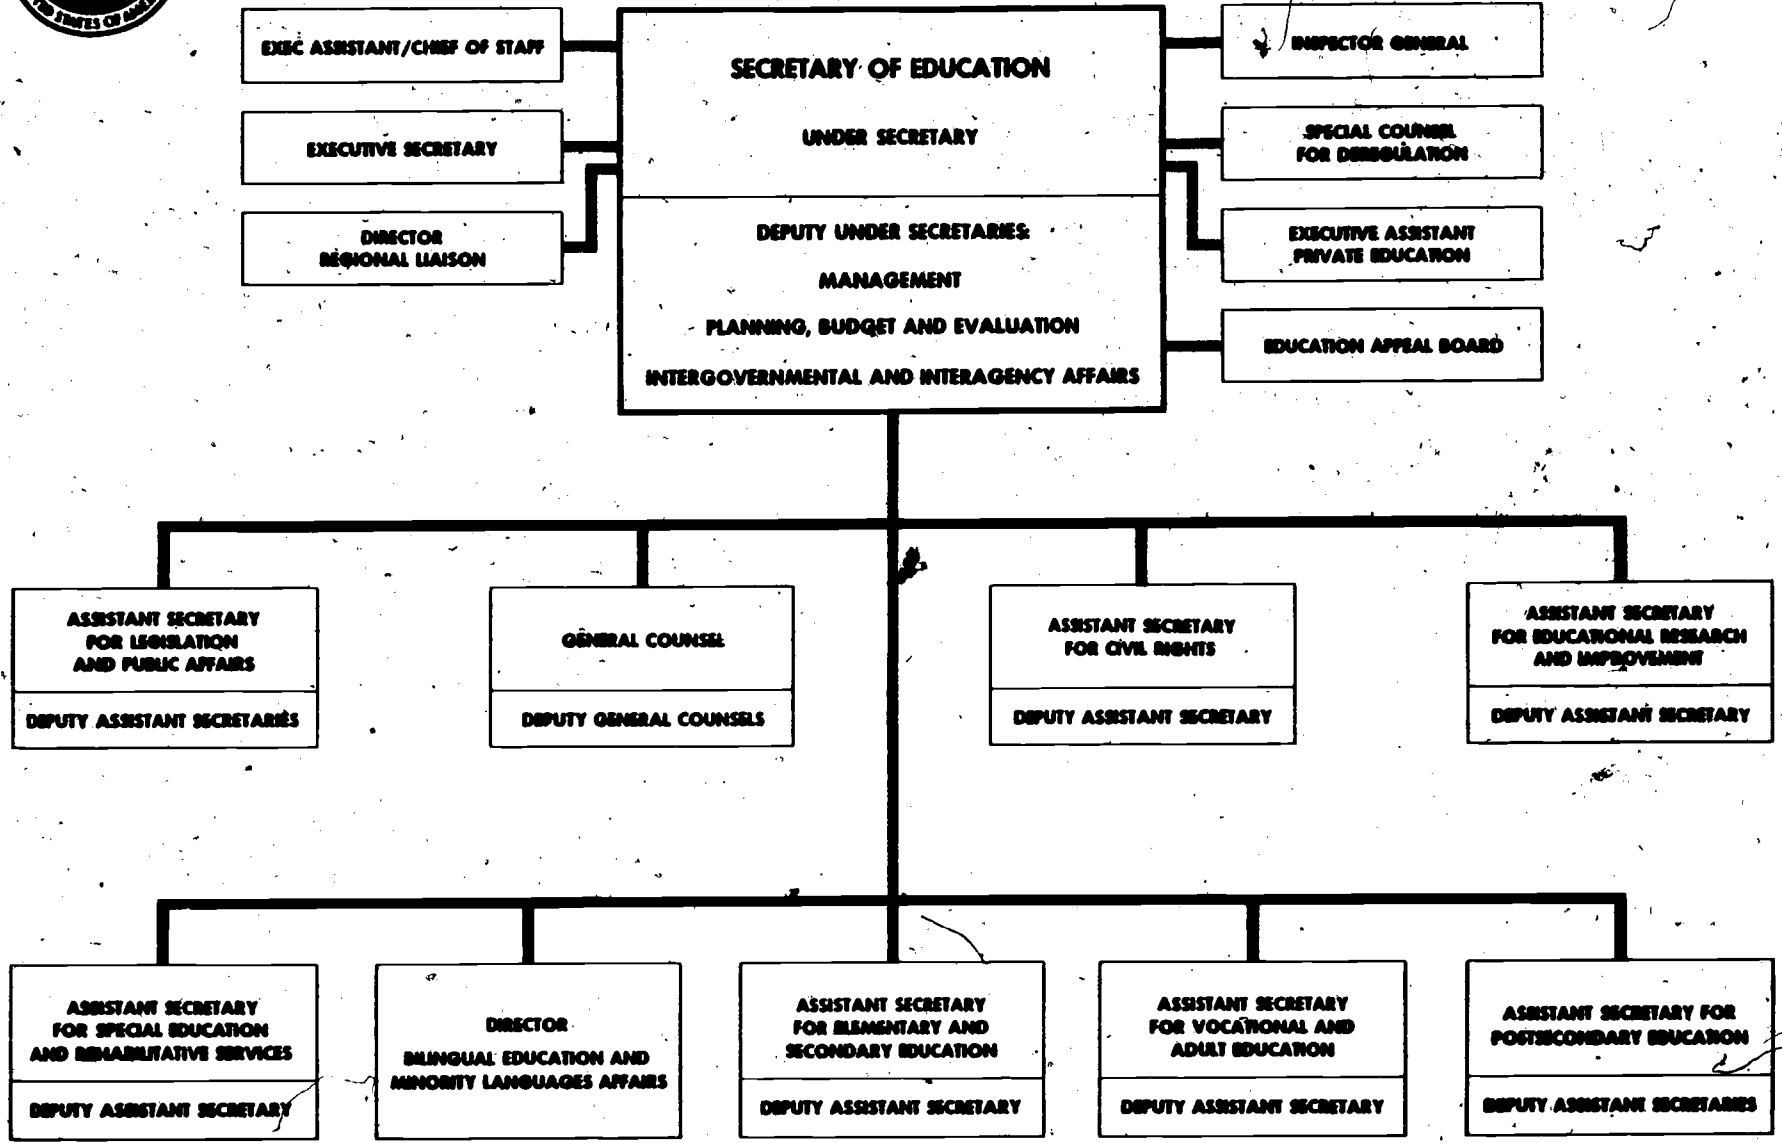 UNITED STATES OF AMERICA
EXEC ASSISTANT/CHIEF OF STAFF
EXECUTIVE SECRETARY
DIRECTOR
REGIONAL LIAISON
SECRETARY OF EDUCATION
UNDER SECRETARY
DEPUTY UNDER SECRETARIES:
MANAGEMENT
PLANNING, BUDGET AND EVALUATION
INTERGOVERNMENTAL AND INTERAGENCY AFFAIRS
INSPECTOR GENERAL
SPECIAL COUNSEL
FOR DEREGULATION
EXECUTIVE ASSISTANT
PRIVATE EDUCATION
EDUCATION APPEAL BOARD
ASSISTANT SECRETARY
FOR LEGISLATION
AND PUBLIC AFFAIRS
DEPUTY ASSISTANT SECRETARIES
GENERAL COUNSEL
DEPUTY GENERAL COUNSELS
ASSISTANT SECRETARY
FOR CIVIL RIGHTS
DEPUTY ASSISTANT SECRETARY
ASSISTANT SECRETARY
FOR EDUCATIONAL RESEARCH
AND IMPROVEMENT
DEPUTY ASSISTANT SECRETARY
ASSISTANT SECRETARY
FOR SPECIAL EDUCATION
AND REHABILITATIVE SERVICES
DEPUTY ASSISTANT SECRETARY
DIRECTOR
BILINGUAL EDUCATION AND
MINORITY LANGUAGES AFFAIRS
ASSISTANT SECRETARY
FOR ELEMENTARY AND
SECONDARY EDUCATION
DEPUTY ASSISTANT SECRETARY
ASSISTANT SECRETARY
FOR VOCATIONAL AND
ADULT EDUCATION
DEPUTY ASSISTANT SECRETARY
ASSISTANT SECRETARY FOR
POSTSECONDARY EDUCATION
DEPUTY ASSISTANT SECRETARIES